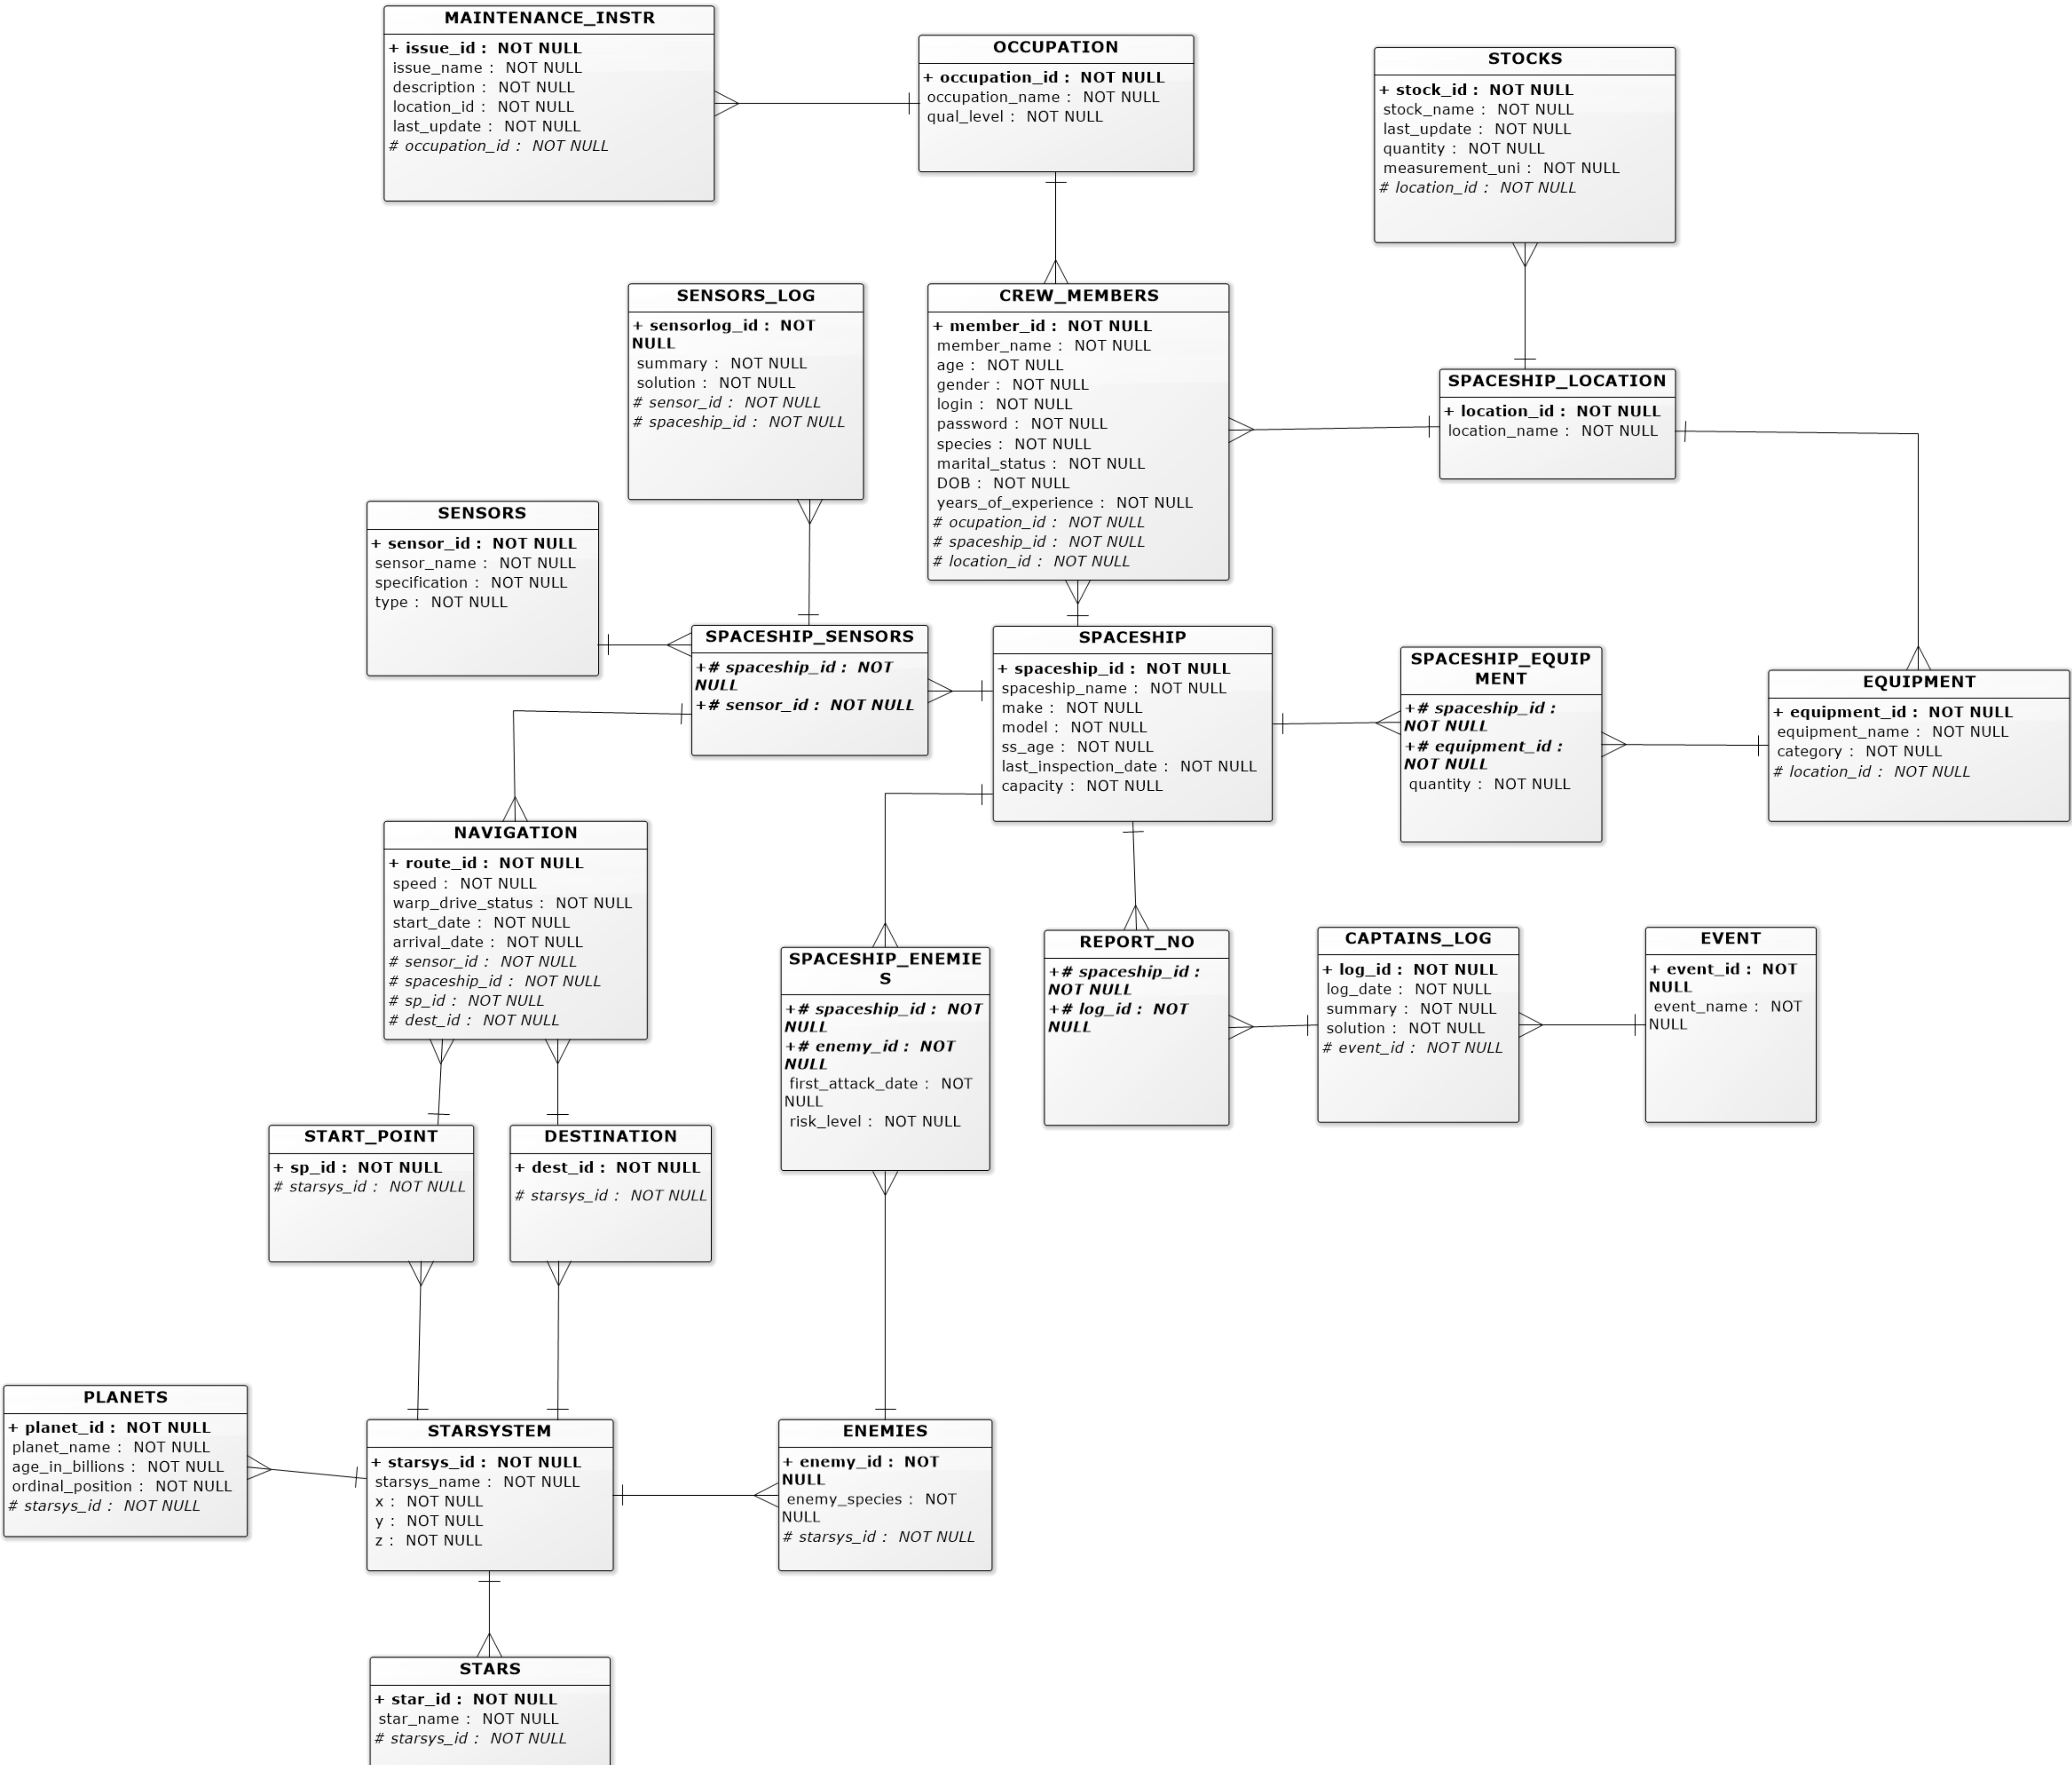 MAINTENANCE_INSTR
+ issue_id : NOT NULL
issue_name : NOT NULL
description : NOT NULL
location_id : NOT NULL
last_update : NOT NULL
# occupation_id : NOT NULL
OCCUPATION
+ occupation_id : NOT NULL
occupation_name : NOT NULL
qual_level : NOT NULL
STOCKS
+ stock_id : NOT NULL
stock_name : NOT NULL
last_update : NOT NULL
quantity : NOT NULL
measurement_uni : NOT NULL
# location_id : NOT NULL
SENSORS_LOG
+ sensorlog_id : NOT
NULL
summary : NOT NULL
solution : NOT NULL
# sensor_id : NOT NULL
# spaceship_id : NOT NULL
CREW_MEMBERS
+ member_id : NOT NULL
member_name : NOT NULL
age : NOT NULL
gender : NOT NULL
login : NOT NULL
password : NOT NULL
species : NOT NULL
marital_status : NOT NULL
DOB : NOT NULL
years_of_experience : NOT NULL
# ocupation_id : NOT NULL
# spaceship_id : NOT NULL
# location_id : NOT NULL
SPACESHIP_LOCATION
+ location_id : NOT NULL
location_name : NOT NULL
SENSORS
+ sensor_id : NOT NULL
sensor_name : NOT NULL
specification : NOT NULL
type : NOT NULL
SPACESHIP_SENSORS
+# spaceship_id : NOT
NULL
+# sensor_id : NOT NULL
SPACESHIP
+ spaceship_id : NOT NULL
spaceship_name : NOT NULL
make : NOT NULL
model : NOT NULL
ss_age : NOT NULL
last_inspection_date : NOT NULL
capacity : NOT NULL
SPACESHIP_EQUIP
MENT
+# spaceship_id :
NOT NULL
+# equipment_id :
NOT NULL
quantity : NOT NULL
EQUIPMENT
+ equipment_id : NOT NULL
equipment_name : NOT NULL
category : NOT NULL
# location_id : NOT NULL
NAVIGATION
+ route_id : NOT NULL
speed : NOT NULL
warp_drive_status : NOT NULL
start_date : NOT NULL
arrival_date : NOT NULL
# sensor_id : NOT NULL
# spaceship_id : NOT NULL
# sp_id : NOT NULL
# dest_id : NOT NULL
SPACESHIP_ENEMIE
S
+# spaceship_id : NOT
NULL
+# enemy_id : NOT
NULL
first_attack_date : NOT
NULL
risk_level : NOT NULL
REPORT_NO
+# spaceship_id :
NOT NULL
+# log_id : NOT
NULL
CAPTAINS_LOG
+ log_id : NOT NULL
log_date : NOT NULL
summary : NOT NULL
solution : NOT NULL
# event_id : NOT NULL
EVENT
+ event_id : NOT
NULL
event_name : NOT
NULL
START_POINT
+ sp_id : NOT NULL
# starsys_id : NOT NULL
DESTINATION
+ dest_id : NOT NULL
# starsys_id : NOT NULL
PLANETS
+ planet_id : NOT NULL
planet_name : NOT NULL
age_in_billions : NOT NULL
ordinal_position : NOT NULL
# starsys_id : NOT NULL
STARSYSTEM
+ starsys_id : NOT NULL
starsys_name : NOT NULL
x : NOT NULL
y : NOT NULL
z : NOT NULL
ENEMIES
+ enemy_id : NOT
NULL
enemy_species : NOT
NULL
# starsys_id : NOT NULL
STARS
+ star_id : NOT NULL
star_name : NOT NULL
# starsys_id : NOT NULL